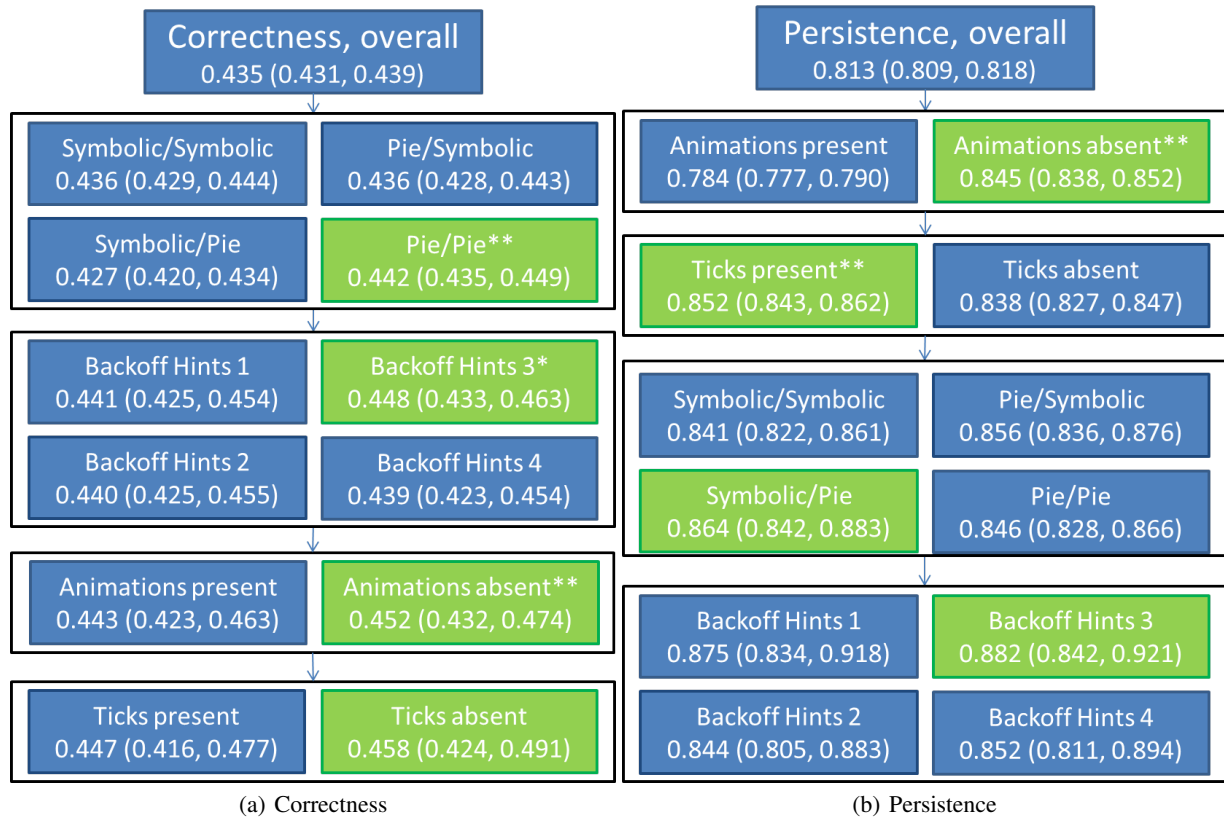 Correctness, overall
0.435 (0.431, 0.439)
Symbolic/Symbolic
0.436 (0.429, 0.444)
Pie/Symbolic
0.436 (0.428, 0.443)
Symbolic/Pie
0.427 (0.420, 0.434)
Pie/Pie**
0.442 (0.435, 0.449)
Backoff Hints 1
0.441 (0.425, 0.454)
Backoff Hints 3*
0.448 (0.433, 0.463)
Backoff Hints 2
0.440 (0.425, 0.455)
Backoff Hints 4
0.439 (0.423, 0.454)
Animations present
0.443 (0.423, 0.463)
Animations absent**
0.452 (0.432, 0.474)
Ticks present
0.447 (0.416, 0.477)
Ticks absent
0.458 (0.424, 0.491)
(a) Correctness
Persistence, overall
0.813 (0.809, 0.818)
Animations present
0.784 (0.777, 0.790)
Animations absent**
0.845 (0.838, 0.852)
Ticks present**
0.852 (0.843, 0.862)
Ticks absent
0.838 (0.827, 0.847)
Symbolic/Symbolic
0.841 (0.822, 0.861)
Pie/Symbolic
0.856 (0.836, 0.876)
Symbolic/Pie
0.864 (0.842, 0.883)
Pie/Pie
0.846 (0.828, 0.866)
Backoff Hints 1
0.875 (0.834, 0.918)
Backoff Hints 3
0.882 (0.842, 0.921)
Backoff Hints 2
0.844 (0.805, 0.883)
Backoff Hints 4
0.852 (0.811, 0.894)
(b) Persistence